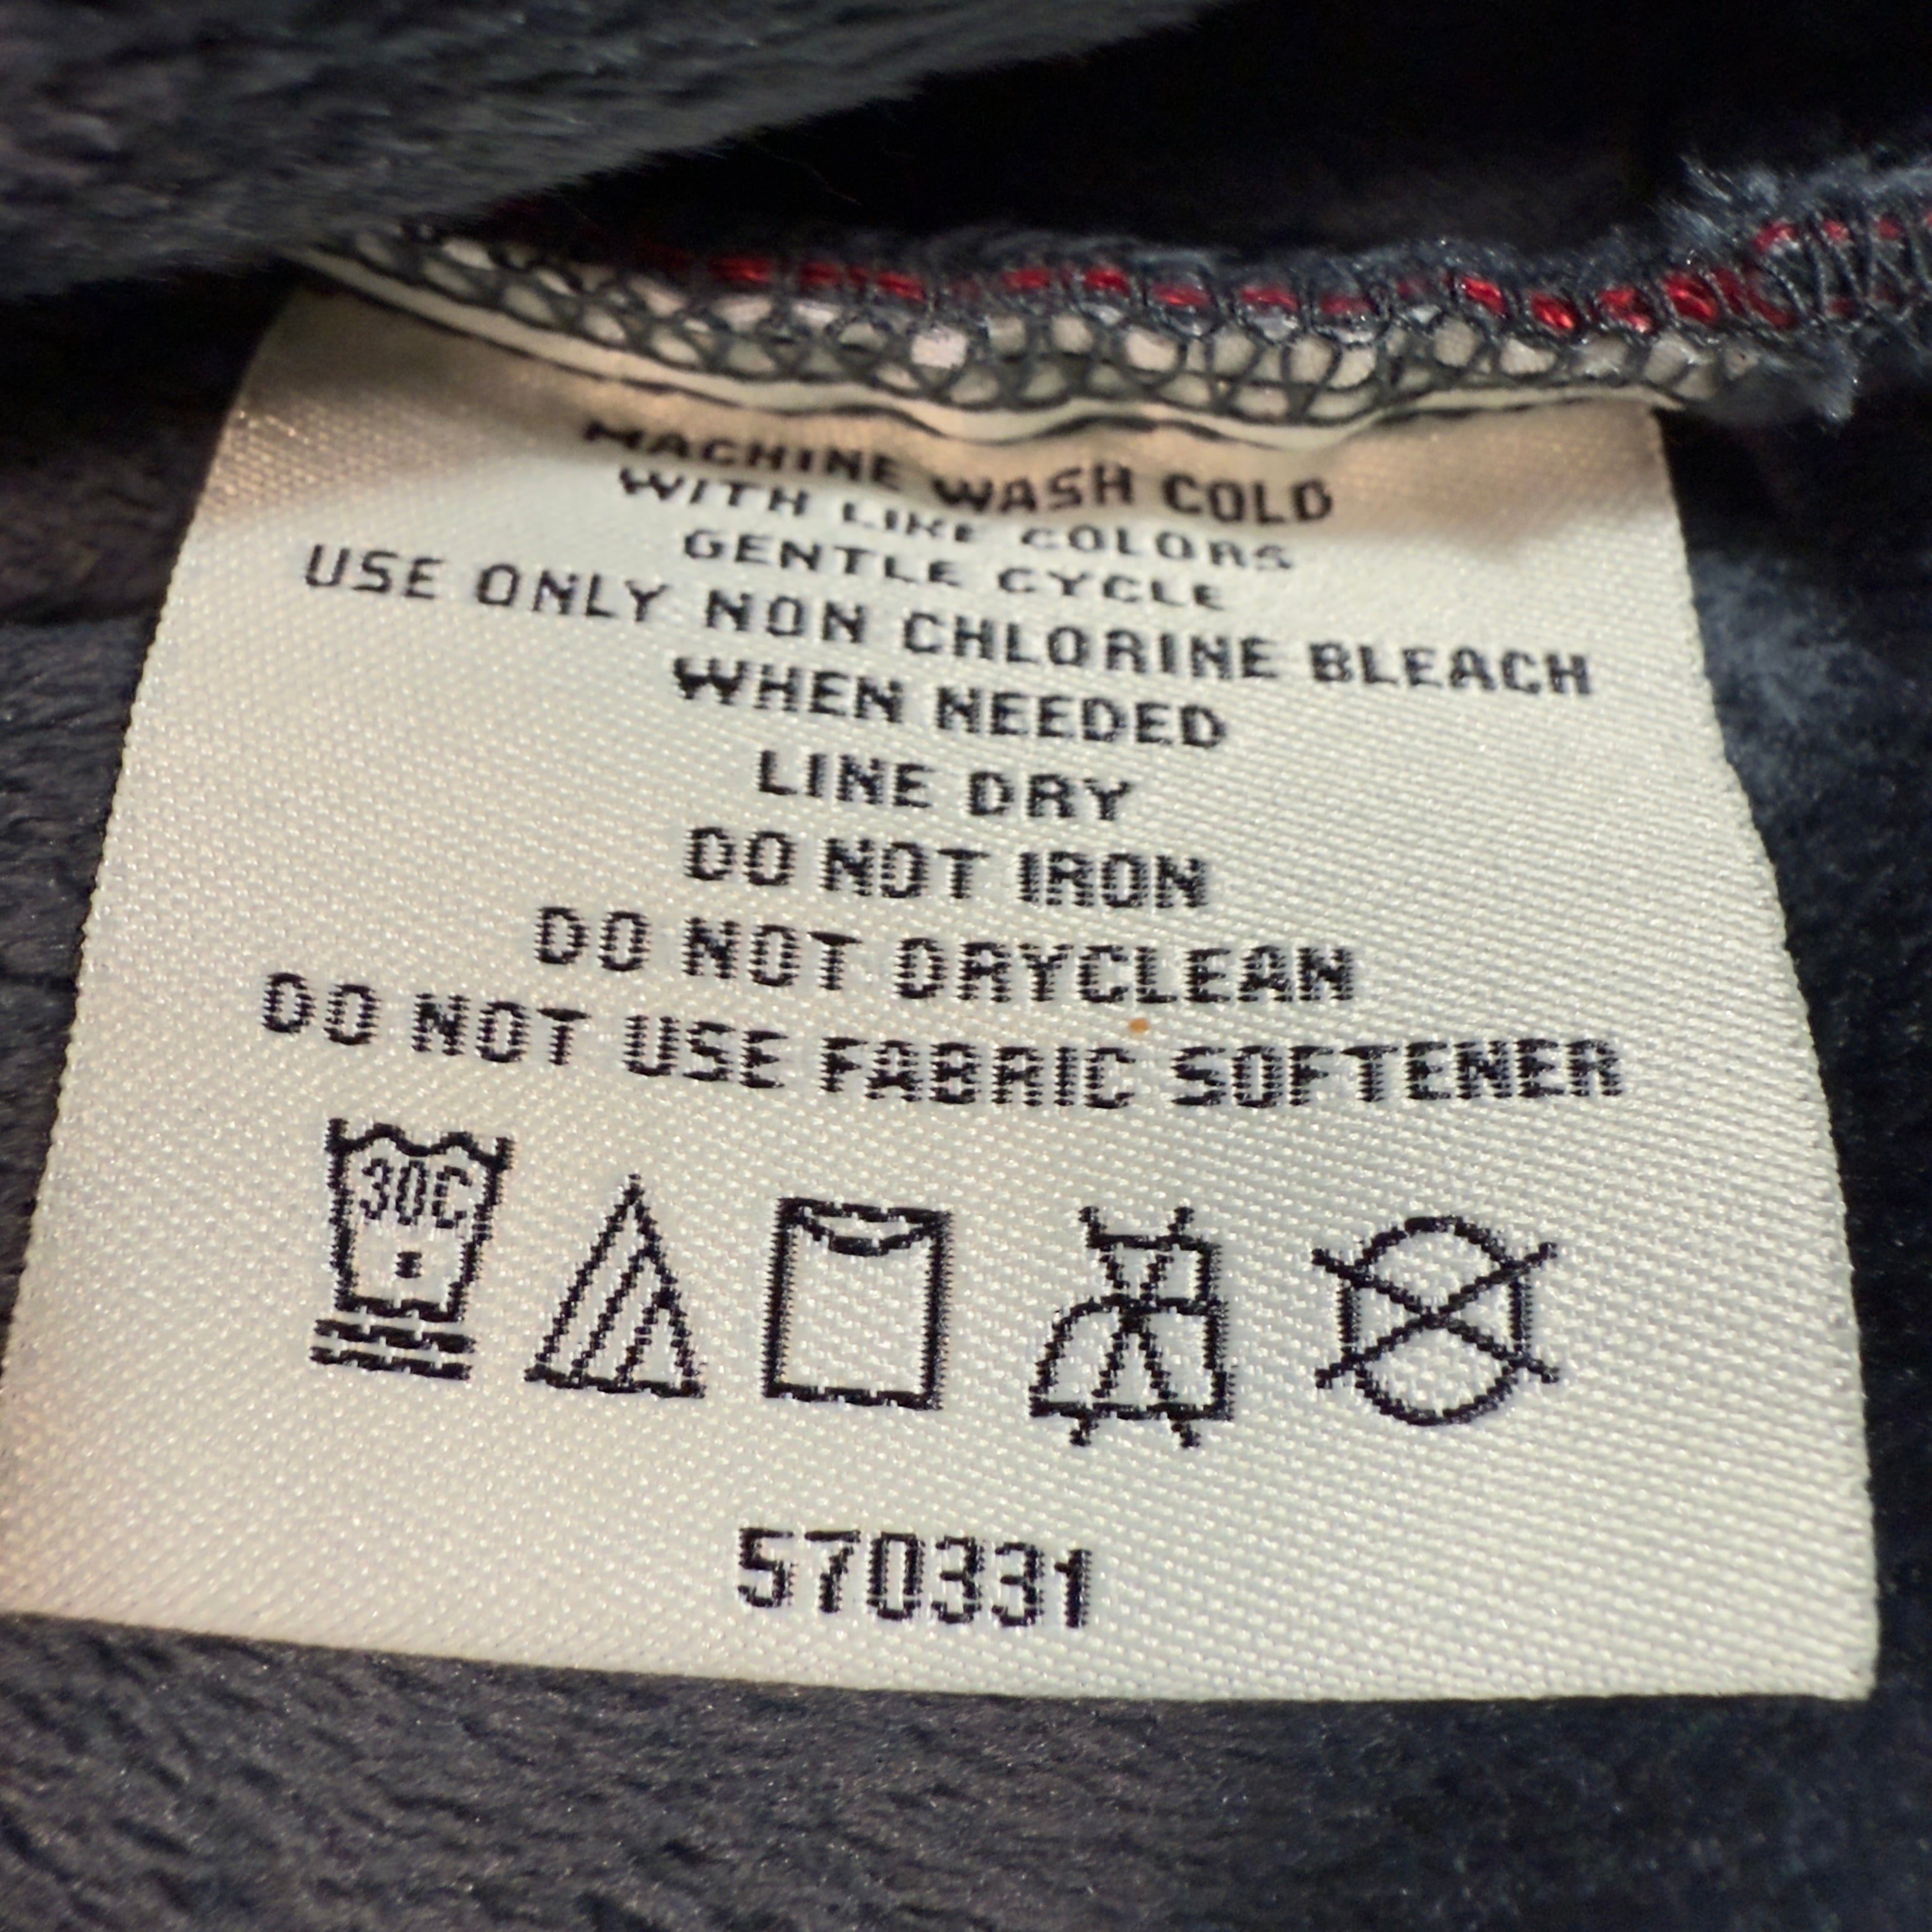 MACHINE WASH COLD
WITH LIKE COLORS
GENTLE CYCLE
USE ONLY NON CHLORINE BLEACH
WHEN NEEDED
LINE DRY
DO NOT IRON
DO NOT DRYCLEAN
DO NOT USE FABRIC SOFTENER
30C
570331